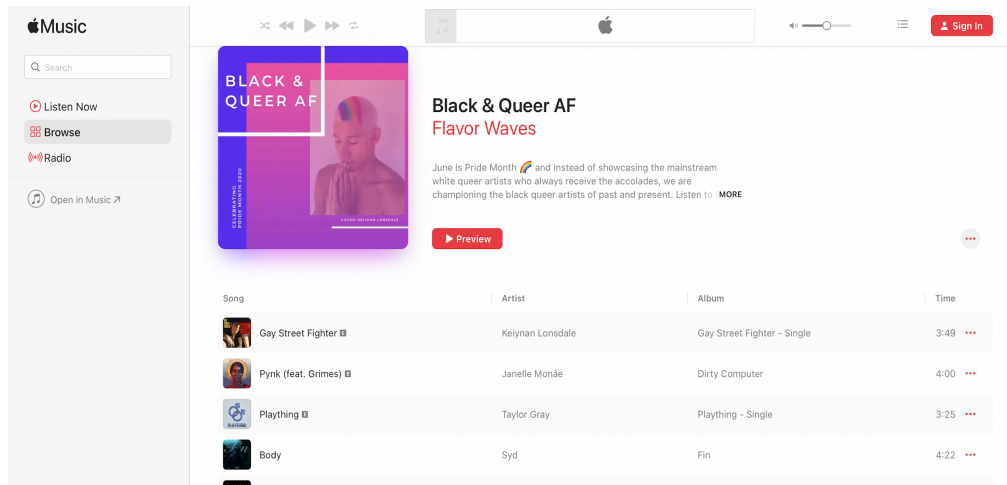 Music
Sign In
Search
Listen Now
Browse
Radio
Open in Music
BLACK &
QUEER AF
CELEBRATING
PRIDE MONTH 2020
COVER: KEIYNAN LONSDALE
Black & Queer AF
Flavor Waves
June is Pride Month 🌈 and instead of showcasing the mainstream
white queer artists who always receive the accolades, we are
championing the black queer artists of past and present. Listen to MORE
Preview
Song Artist Album Time
Gay Street Fighter E Keiynan Lonsdale Gay Street Fighter - Single 3:49
Pynk (feat. Grimes) E Janelle Monáe Dirty Computer 4:00
Plaything E Taylor Gray Plaything - Single 3:25
Body Syd Fin 4:22